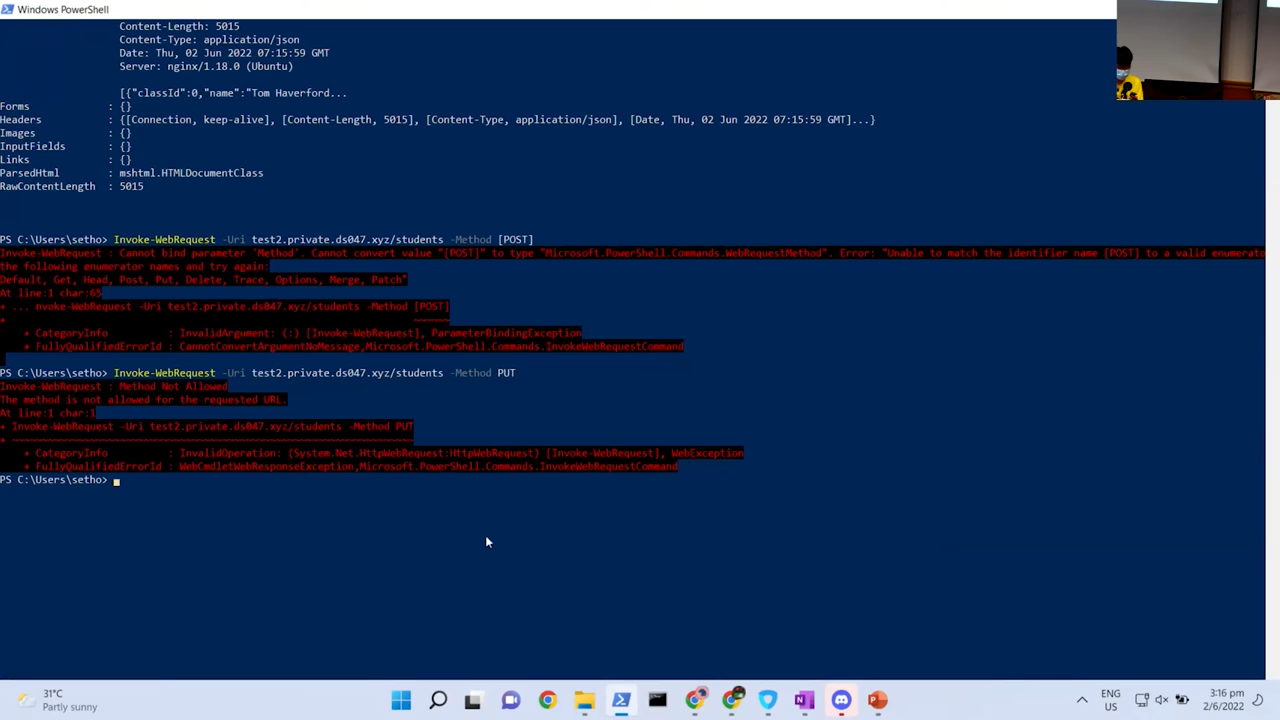 Windows PowerShell
Content-Length: 5015
Content-Type: application/json
Date: Thu, 02 Jun 2022 07:15:59 GMT
Server: nginx/1.18.0 (Ubuntu)
[{"classId":0,"name":"Tom Haverford...
Forms : {}
Headers : {[Connection, keep-alive], [Content-Length, 5015], [Content-Type, application/json], [Date, Thu, 02 Jun 2022 07:15:59 GMT]...}
Images : {}
InputFields : {}
Links : {}
ParsedHtml : mshtml.HTMLDocumentClass
RawContentLength : 5015
PS C:\Users\setho> Invoke-WebRequest -Uri test2.private.ds047.xyz/students -Method [POST]
Invoke-WebRequest : Cannot bind parameter 'Method'. Cannot convert value "[POST]" to type "Microsoft.PowerShell.Commands.WebRequestMethod". Error: "Unable to match the identifier name [POST] to a valid enumerato
the following enumerator names and try again:
Default, Get, Head, Post, Put, Delete, Trace, Options, Merge, Patch"
At line:1 char:65
+ ... nvoke-WebRequest -Uri test2.private.ds047.xyz/students -Method [POST]
+ ~~~~~~
+ CategoryInfo : InvalidArgument: (:) [Invoke-WebRequest], ParameterBindingException
+ FullyQualifiedErrorId : CannotConvertArgumentNoMessage,Microsoft.PowerShell.Commands.InvokeWebRequestCommand
PS C:\Users\setho> Invoke-WebRequest -Uri test2.private.ds047.xyz/students -Method PUT
Invoke-WebRequest : Method Not Allowed
The method is not allowed for the requested URL.
At line:1 char:1
+ Invoke-WebRequest -Uri test2.private.ds047.xyz/students -Method PUT
+ ~~~~~~~~~~~~~~~~~~~~~~~~~~~~~~~~~~~~~~~~~~~~~~~~~~~~~~~~~~~~~~~~~~~
+ CategoryInfo : InvalidOperation: (System.Net.HttpWebRequest:HttpWebRequest) [Invoke-WebRequest], WebException
+ FullyQualifiedErrorId : WebCmdletWebResponseException,Microsoft.PowerShell.Commands.InvokeWebRequestCommand
PS C:\Users\setho>
31°C
Partly sunny
ENG
US
3:16 pm
2/6/2022